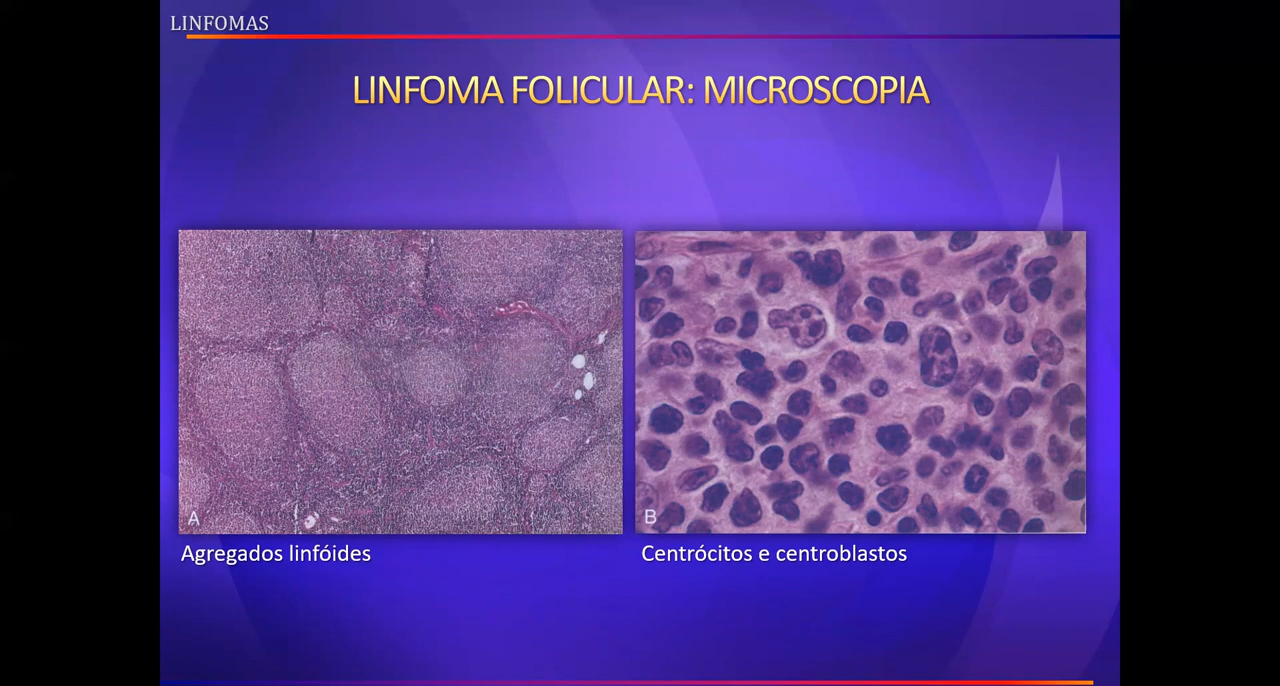 LINFOMAS
LINFOMA FOLICULAR: MICROSCOPIA
A
B
Agregados linfóides
Centrócitos e centroblastos